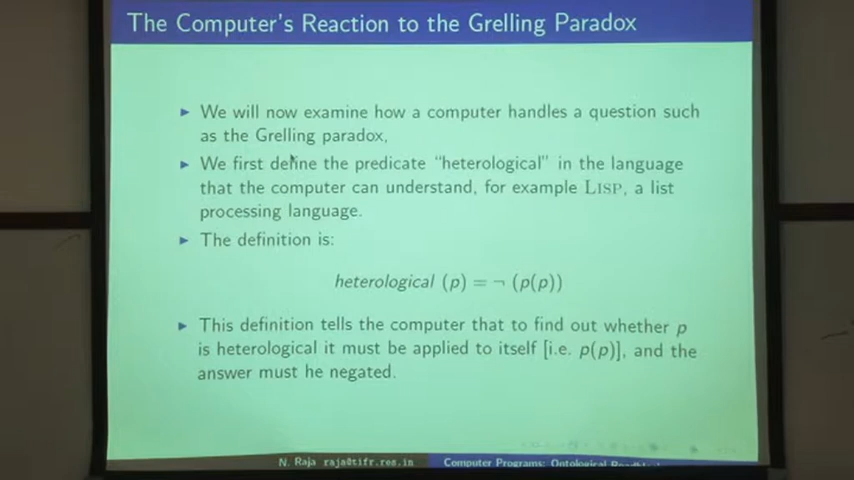 The Computer's Reaction to the Grelling Paradox
▶ We will now examine how a computer handles a question such
as the Grelling paradox,
▶ We first define the predicate "heterological" in the language
that the computer can understand, for example LISP, a list
processing language.
▶ The definition is:
heterological (p) = ¬ (p(p))
▶ This definition tells the computer that to find out whether p
is heterological it must be applied to itself [i.e. p(p)], and the
answer must he negated.
N. Raja raja@tifr.res.in
Computer Programs: Ontological